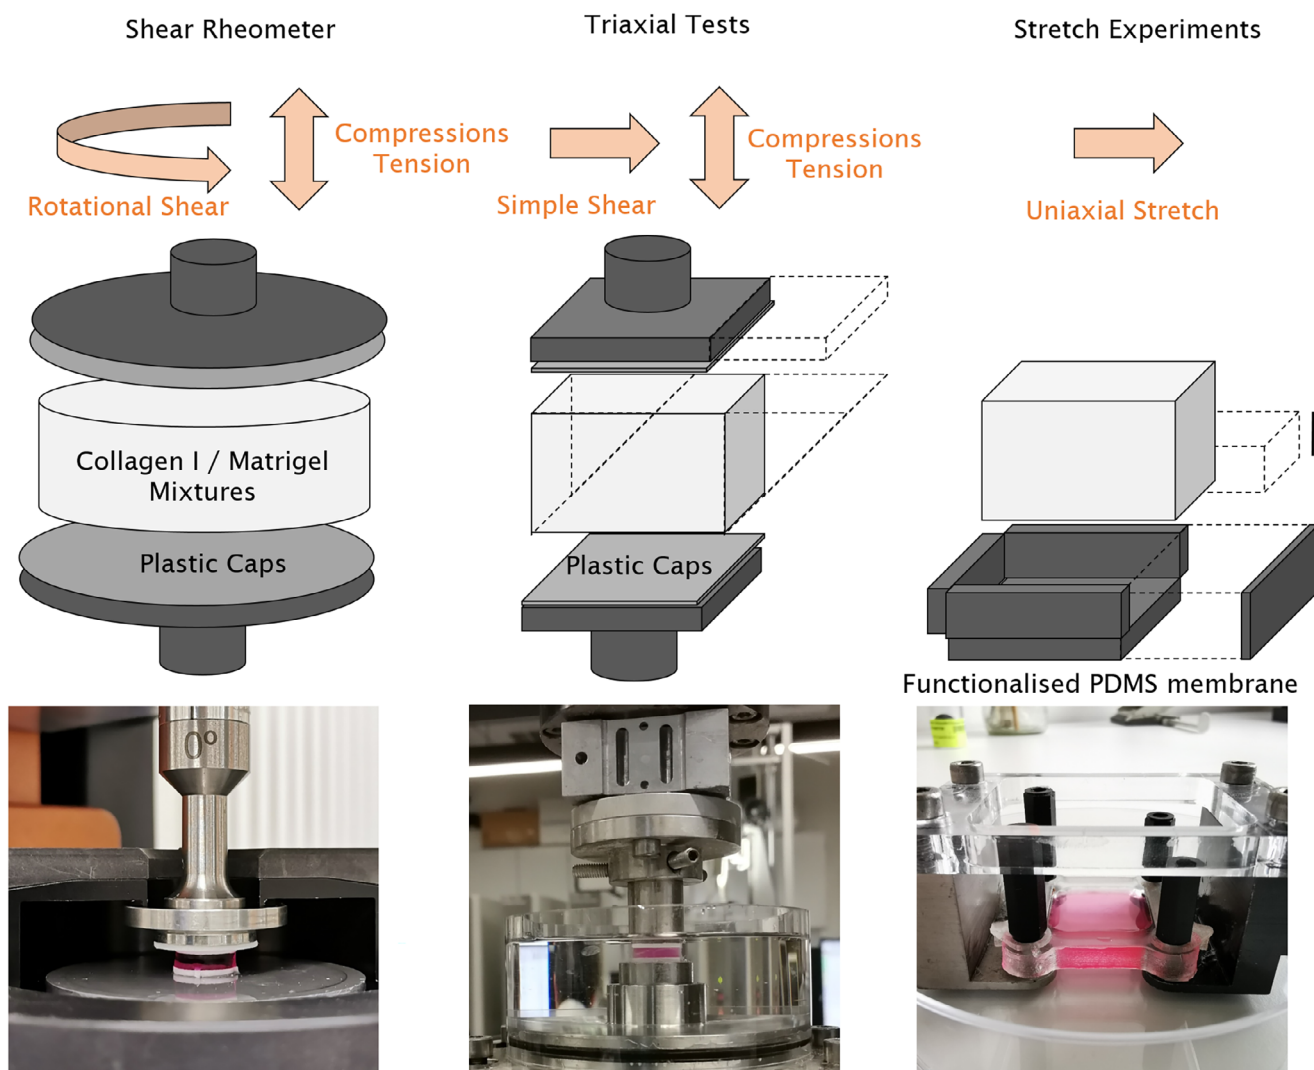 Shear Rheometer
Triaxial Tests
Stretch Experiments
Compressions
Tension
Rotational Shear
Compressions
Tension
Simple Shear
Uniaxial Stretch
Collagen I / Matrigel
Mixtures
Plastic Caps
Plastic Caps
Functionalised PDMS membrane
0°